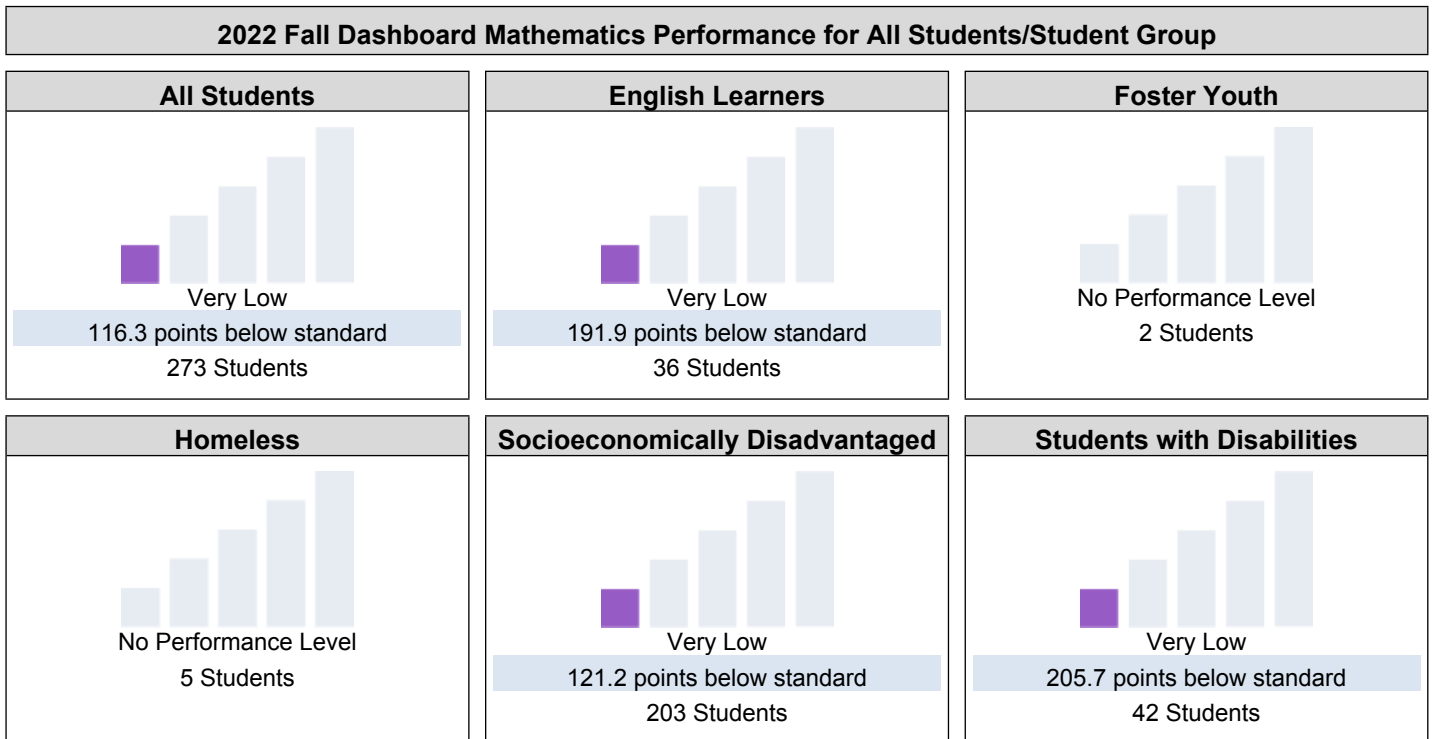 2022 Fall Dashboard Mathematics Performance for All Students/Student Group
All Students
Very Low
116.3 points below standard
273 Students
English Learners
Very Low
191.9 points below standard
36 Students
Foster Youth
No Performance Level
2 Students
Homeless
No Performance Level
5 Students
Socioeconomically Disadvantaged
Very Low
121.2 points below standard
203 Students
Students with Disabilities
Very Low
205.7 points below standard
42 Students